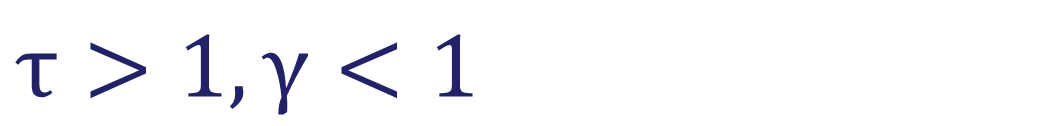 τ > 1, γ < 1